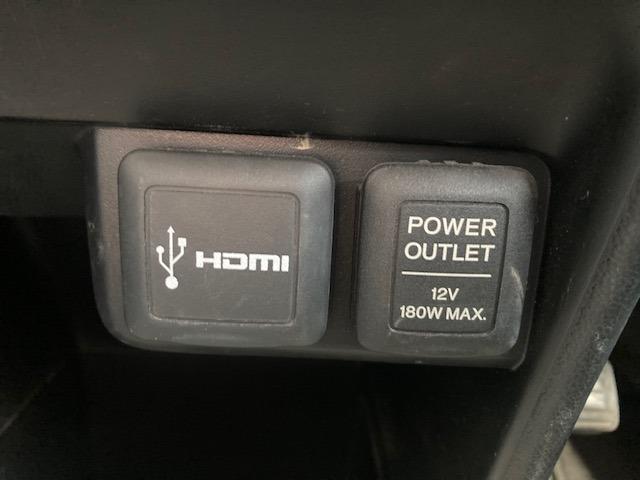 HDMI
POWER
OUTLET
12V
180W MAX.